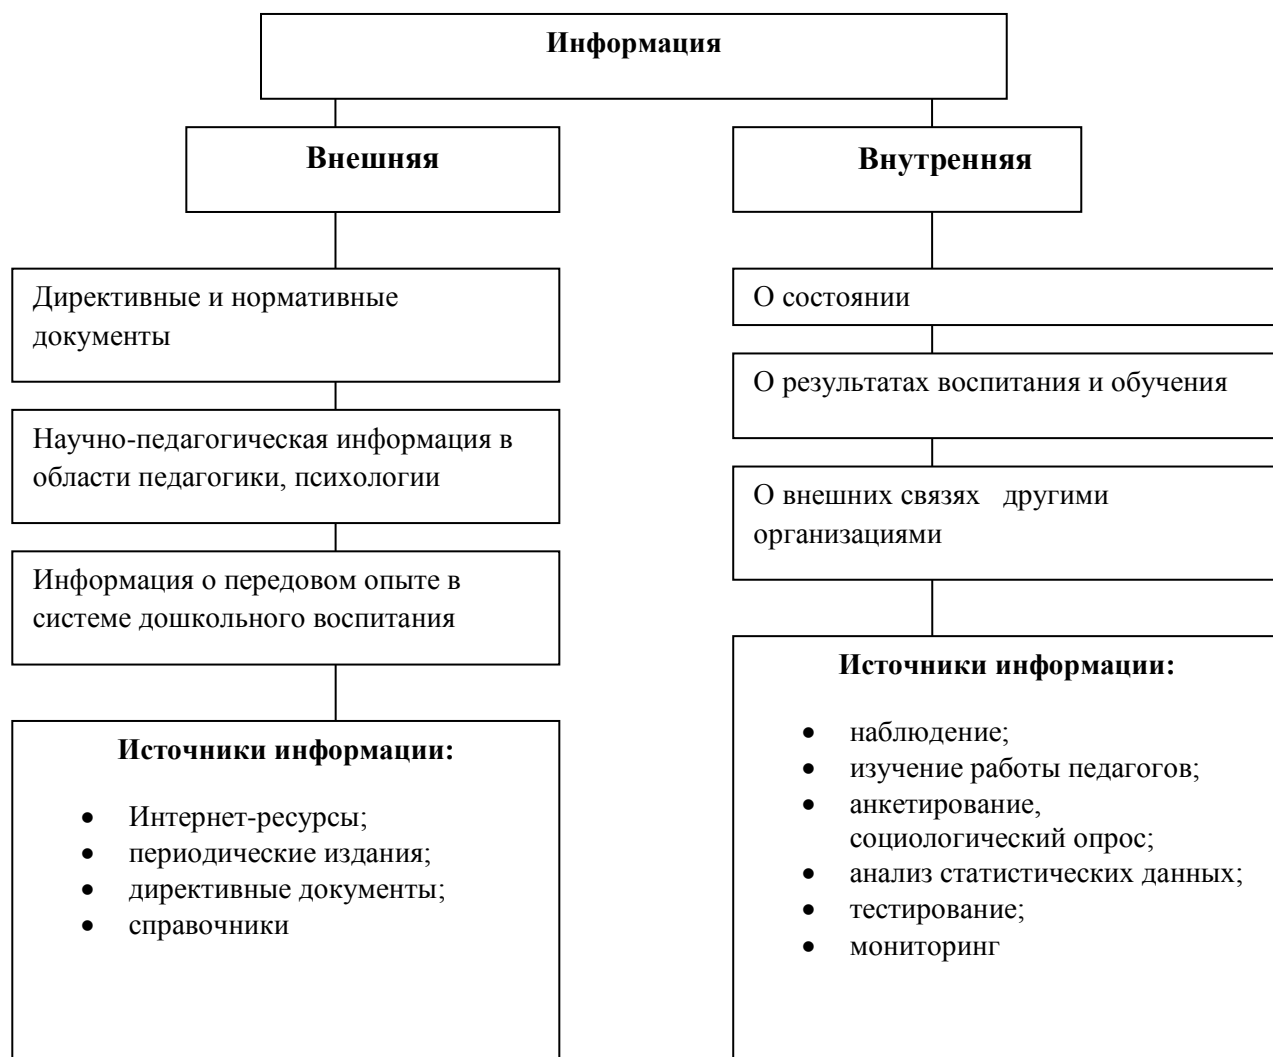 Информация
Внешняя
Директивные и нормативные
документы
Научно-педагогическая информация в
области педагогики, психологии
Информация о передовом опыте в
системе дошкольного воспитания
Источники информации:
• Интернет-ресурсы;
• периодические издания;
• директивные документы;
• справочники
Внутренняя
О состоянии
О результатах воспитания и обучения
О внешних связях другими
организациями
Источники информации:
• наблюдение;
• изучение работы педагогов;
• анкетирование,
социологический опрос;
• анализ статистических данных;
• тестирование;
• мониторинг